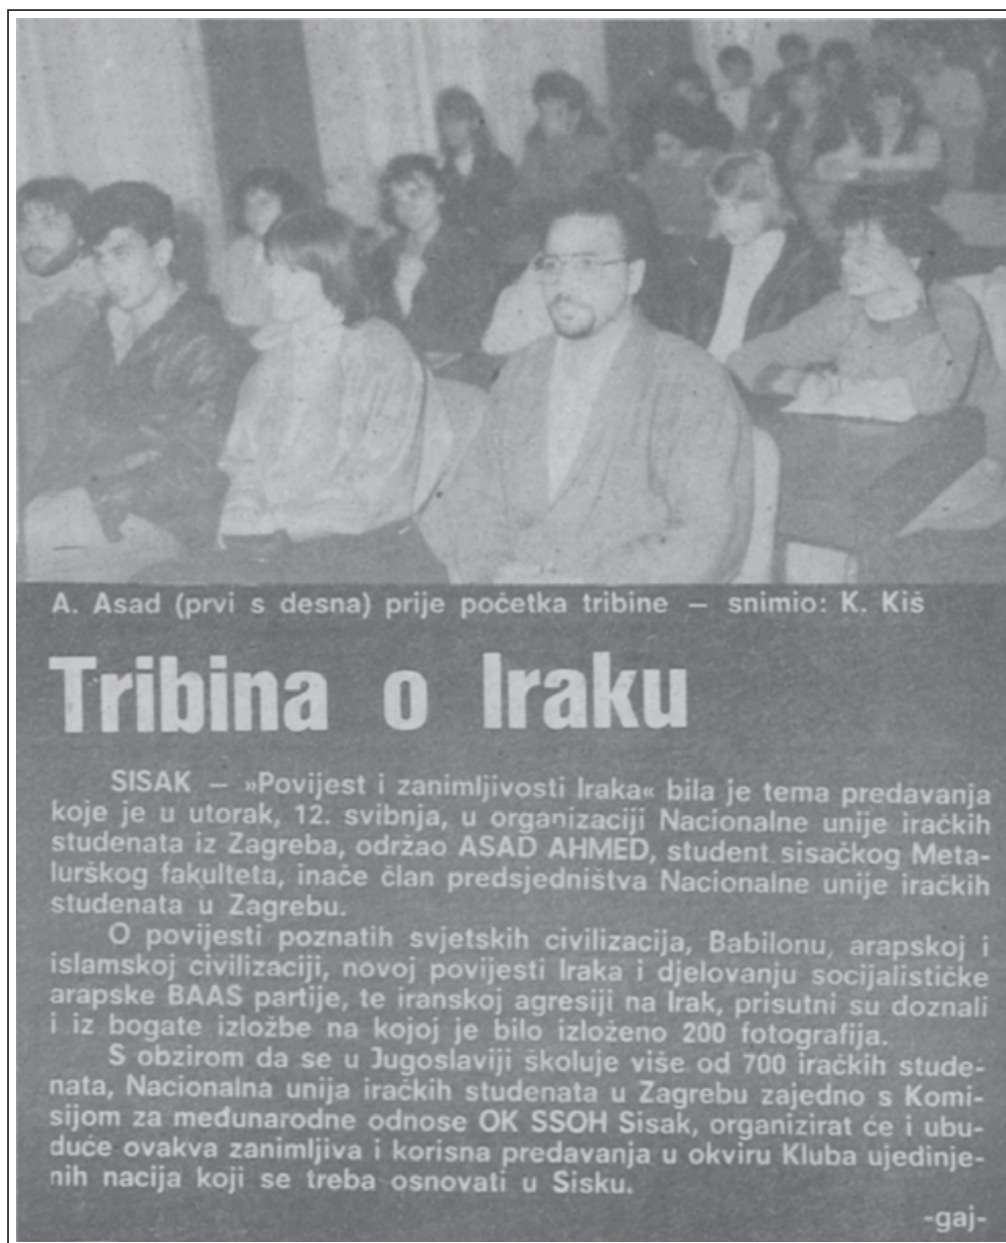 A. Asad (prvi s desna) prije početka tribine — snimio: K. Kiš
Tribina o Iraku
SISAK — »Povijest i zanimljivosti Iraka« bila je tema predavanja
koje je u utorak, 12. svibnja, u organizaciji Nacionalne unije iračkih
studenata iz Zagreba, održao ASAD AHMED, student sisačkog Meta-
lurškog fakulteta, inače član predsjedništva Nacionalne unije iračkih
studenata u Zagrebu.
O povijesti poznatih svjetskih civilizacija, Babilonu, arapskoj i
islamskoj civilizaciji, novoj povijesti Iraka i djelovanju socijalističke
arapske BAAS partije, te iranskoj agresiji na Irak, prisutni su doznali
i iz bogate izložbe na kojoj je bilo izloženo 200 fotografija.
S obzirom da se u Jugoslaviji školuje više od 700 iračkih stude-
nata, Nacionalna unija iračkih studenata u Zagrebu zajedno s Komi-
sijom za međunarodne odnose OK SSOH Sisak, organizirat će i ubu-
duće ovakva zanimljiva i korisna predavanja u okviru Kluba ujedinje-
nih nacija koji se treba osnovati u Sisku.
-gaj-